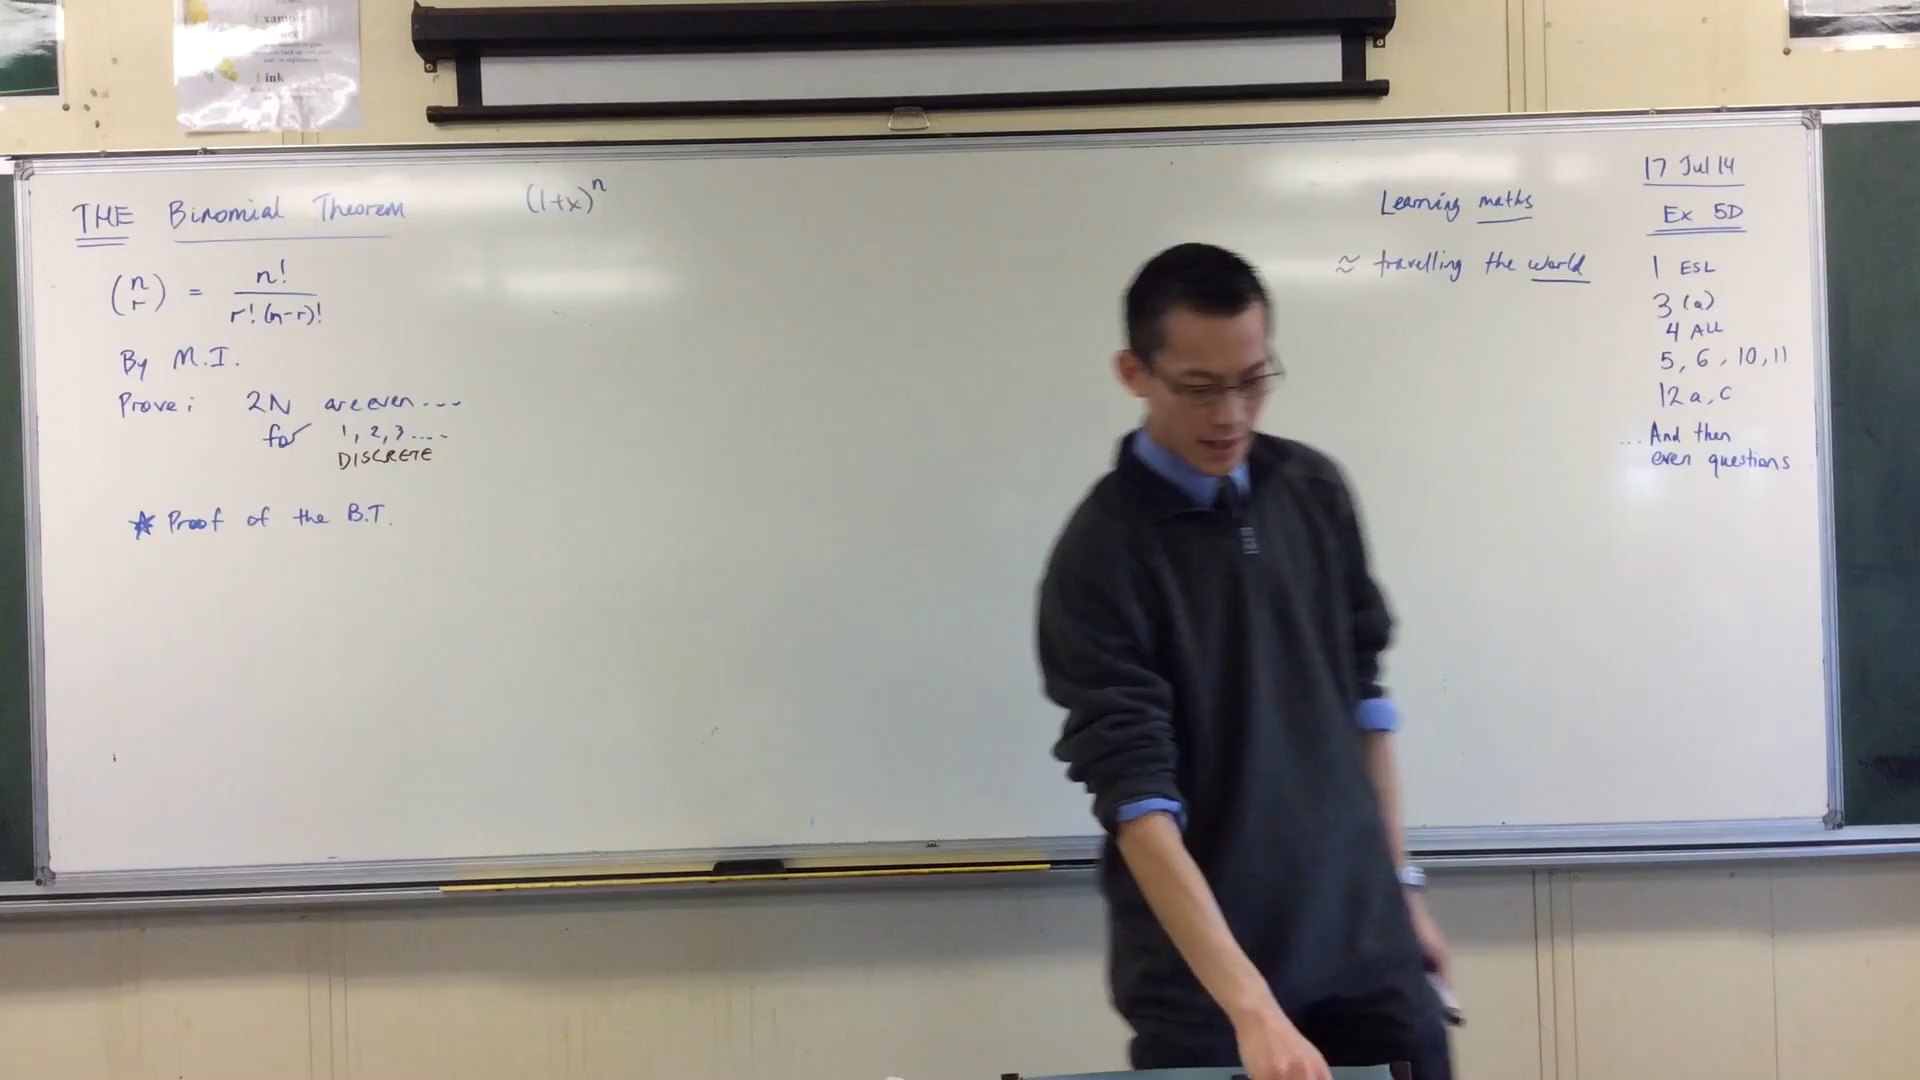 THE Binomial Theorem
(1+x)^n
(n r) = n! / r!(n-r)!
By M.I.
Prove: 2N are even ....
for 1, 2, 3 ....
DISCRETE
★ Proof of the B.T.
Learning maths
≈ travelling the world
17 Jul 14
Ex 5D
1 ESL
3 (a)
4 ALL
5, 6, 10, 11
12 a, c
... And then
even questions